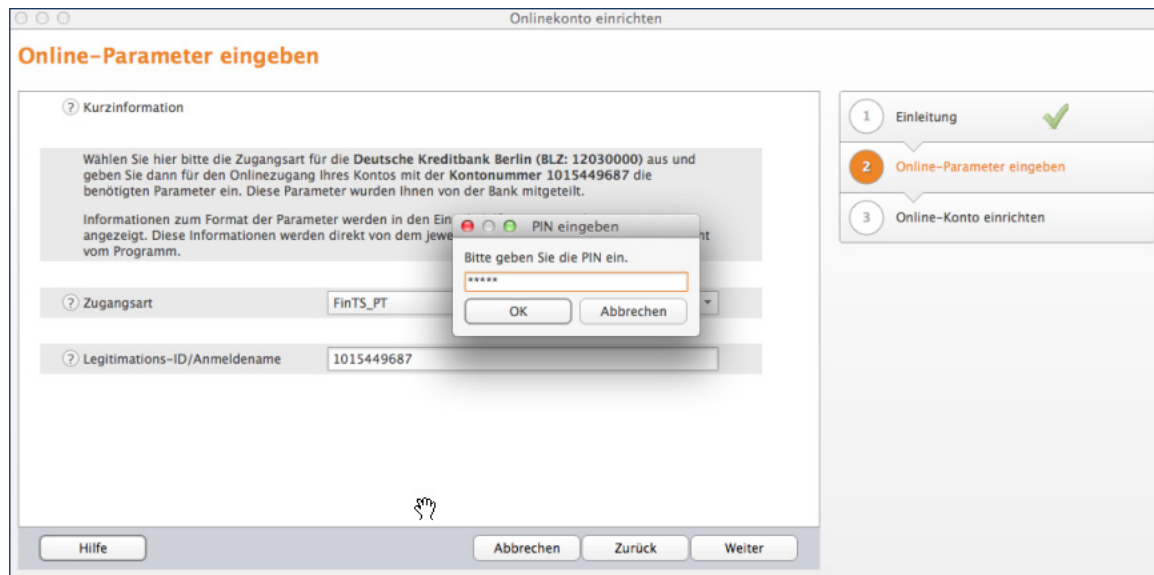 Onlinekonto einrichten
Online-Parameter eingeben
? Kurzinformation
Wählen Sie hier bitte die Zugangsart für die Deutsche Kreditbank Berlin (BLZ: 12030000) aus und
geben Sie dann für den Onlinezugang Ihres Kontos mit der Kontonummer 1015449687 die
benötigten Parameter ein. Diese Parameter wurden Ihnen von der Bank mitgeteilt.
Informationen zum Format der Parameter werden in den
angezeigt. Diese Informationen werden direkt von dem
vom Programm.
? Zugangsart
FinTS_PT
? Legitimations-ID/Anmeldename
1015449687
PIN eingeben
Bitte geben Sie die PIN ein.
*****
OK
Abbrechen
Hilfe
Abbrechen
Zurück
Weiter
1 Einleitung
2 Online-Parameter eingeben
3 Online-Konto einrichten